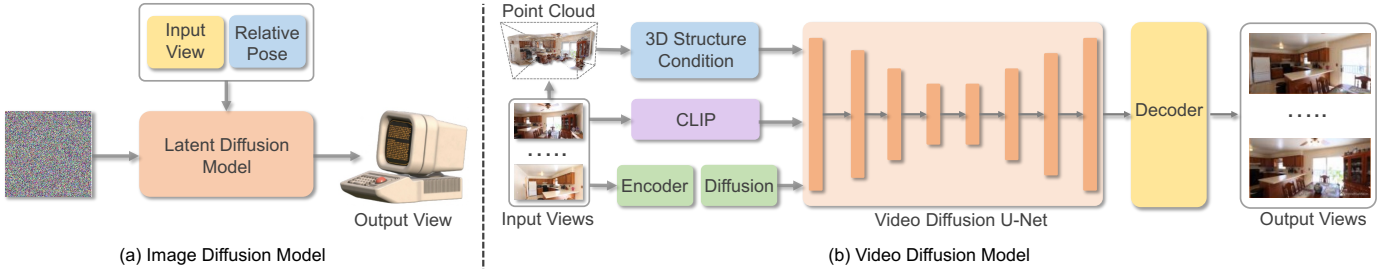 Input
View
Relative
Pose
Latent Diffusion
Model
Output View
(a) Image Diffusion Model
Point Cloud
3D Structure
Condition
CLIP
.....
Encoder
Diffusion
Input Views
Video Diffusion U-Net
Decoder
.....
Output Views
(b) Video Diffusion Model